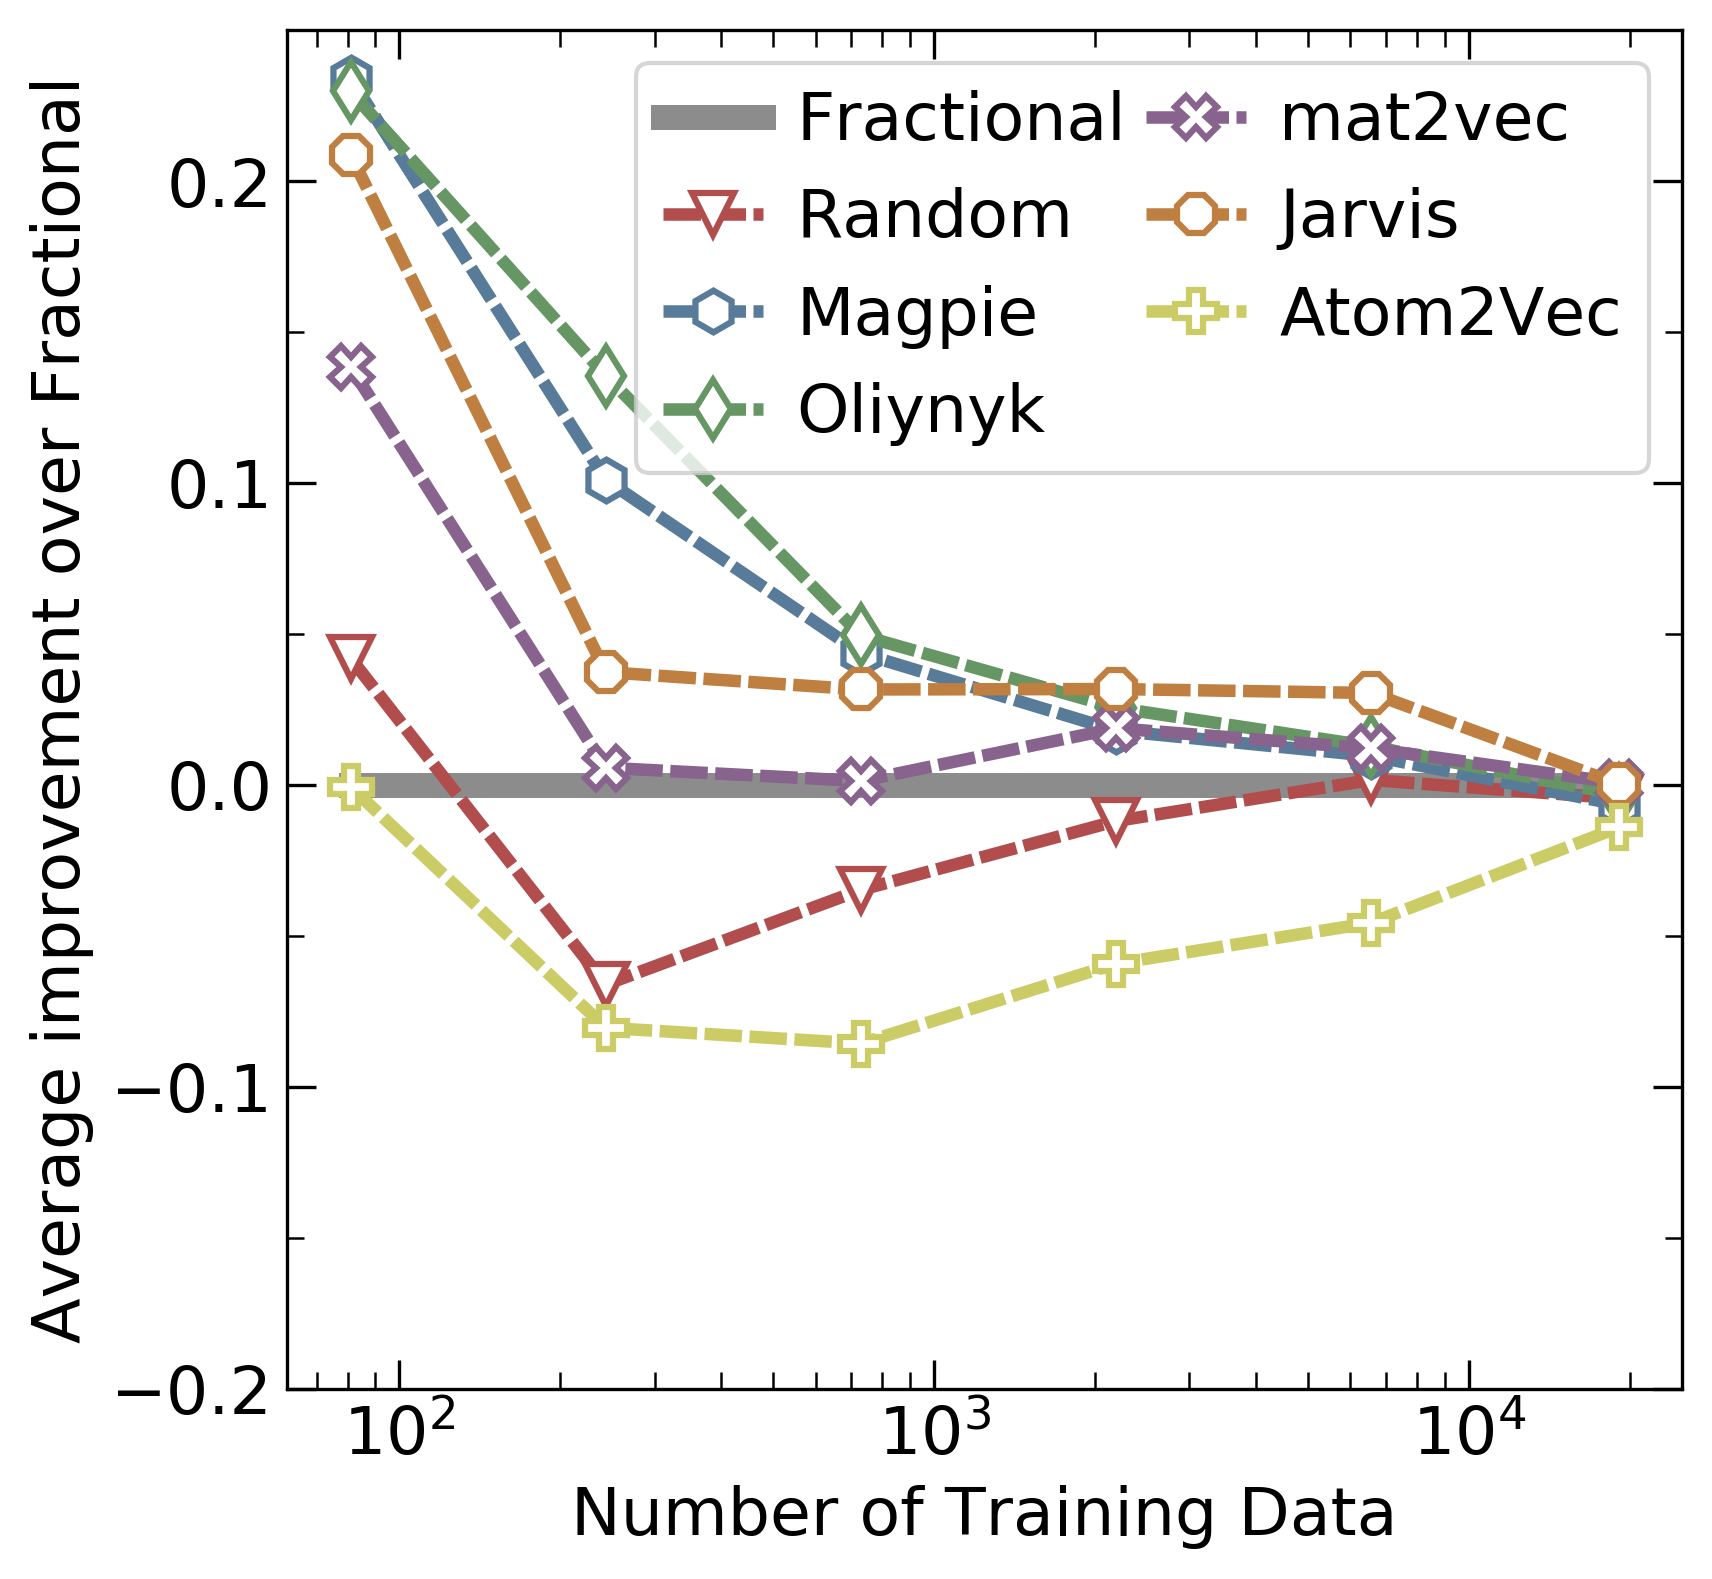 Average improvement over Fractional
0.2
0.1
0.0
−0.1
−0.2
Fractional
Random
Magpie
Oliynyk
mat2vec
Jarvis
Atom2Vec
10²
10³
10⁴
Number of Training Data